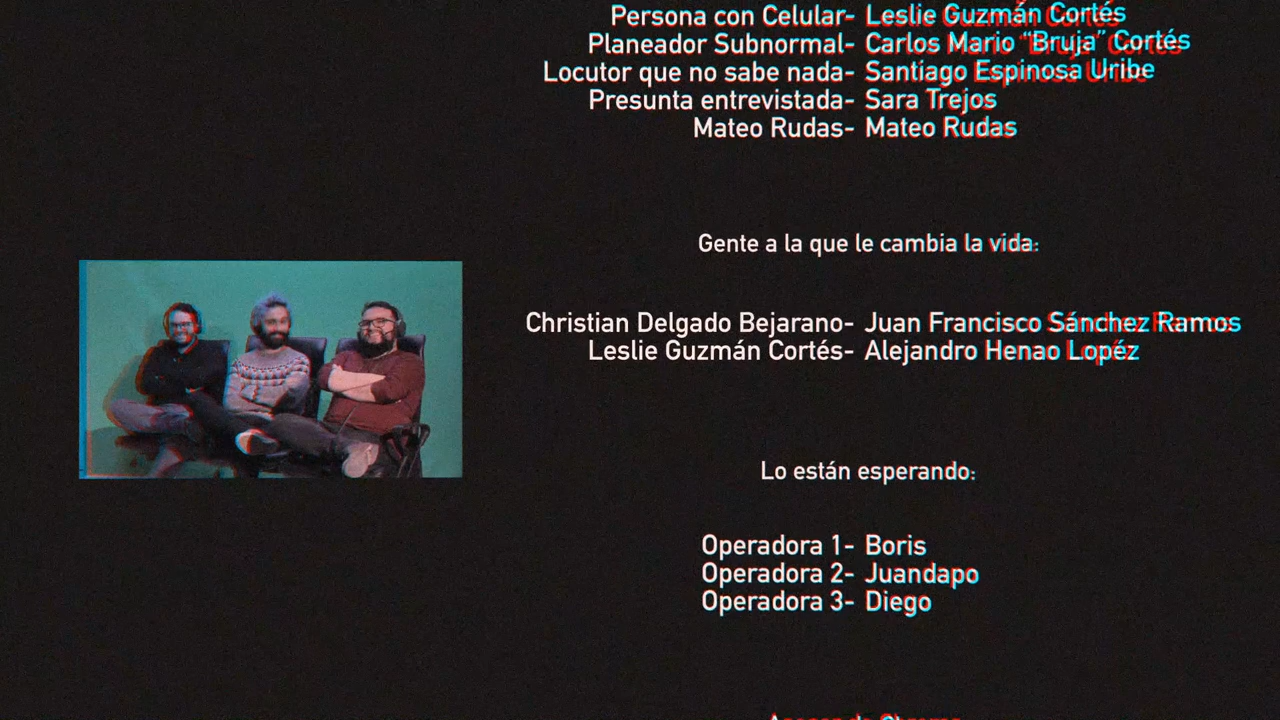 Persona con Celular- Leslie Guzmán Cortés
Planeador Subnormal- Carlos Mario “Bruja” Cortés
Locutor que no sabe nada- Santiago Espinosa Uribe
Presunta entrevistada- Sara Trejos
Mateo Rudas- Mateo Rudas
Gente a la que le cambia la vida:
Christian Delgado Bejarano- Juan Francisco Sánchez Ramos
Leslie Guzmán Cortés- Alejandro Henao Lopéz
Lo están esperando:
Operadora 1- Boris
Operadora 2- Juandapo
Operadora 3- Diego